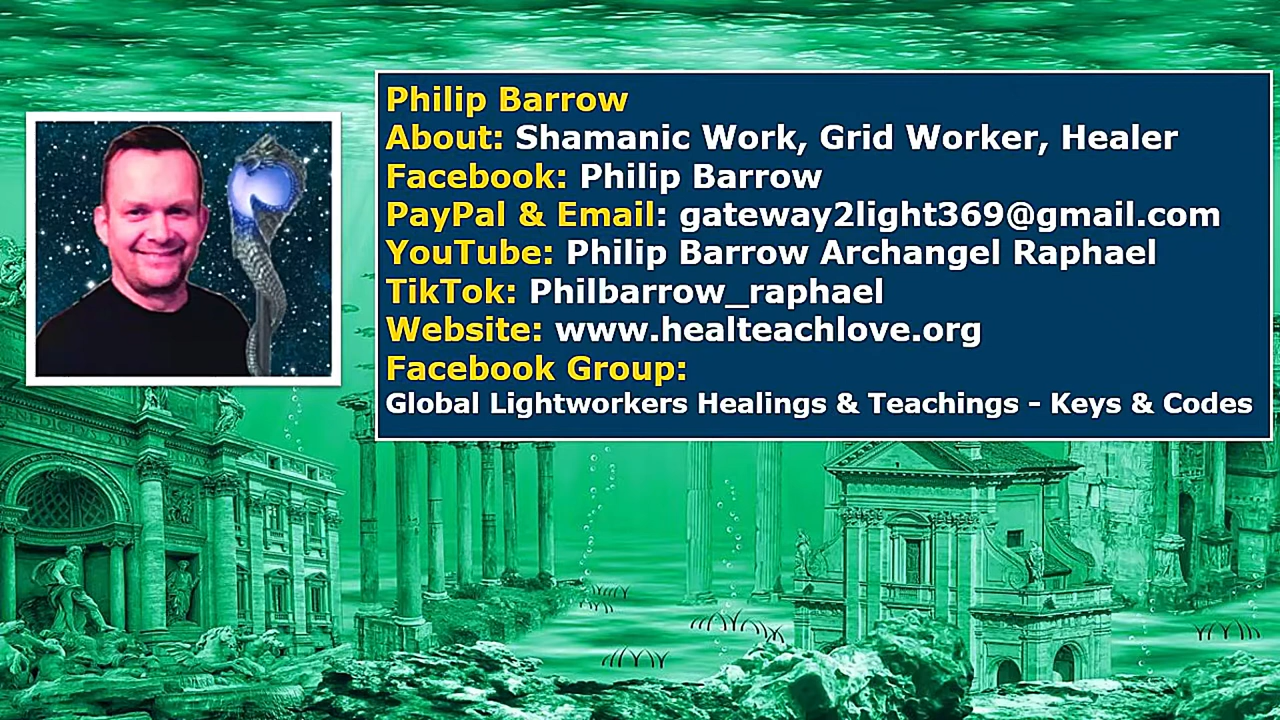 Philip Barrow
About: Shamanic Work, Grid Worker, Healer
Facebook: Philip Barrow
PayPal & Email: gateway2light369@gmail.com
YouTube: Philip Barrow Archangel Raphael
TikTok: Philbarrow_raphael
Website: www.healteachlove.org
Facebook Group:
Global Lightworkers Healings & Teachings - Keys & Codes